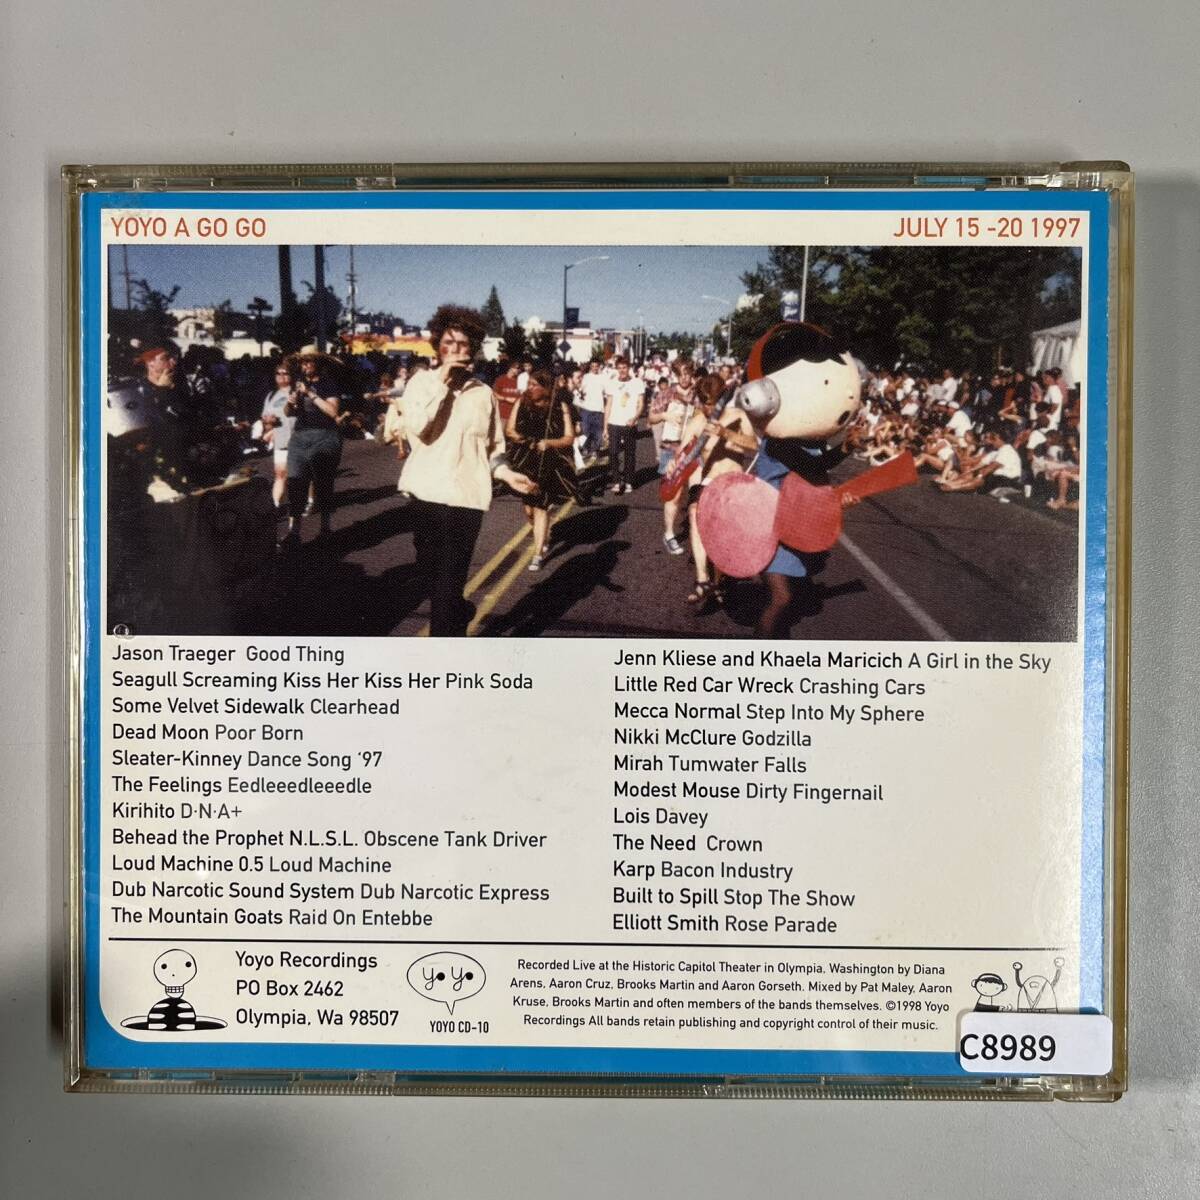 YOYO A GO GO
JULY 15 -20 1997
Jason Traeger Good Thing
Seagull Screaming Kiss Her Kiss Her Pink Soda
Some Velvet Sidewalk Clearhead
Dead Moon Poor Born
Sleater-Kinney Dance Song ‘97
The Feelings Eedleeedleeedle
Kirihito D·N·A+
Behead the Prophet N.L.S.L. Obscene Tank Driver
Loud Machine 0.5 Loud Machine
Dub Narcotic Sound System Dub Narcotic Express
The Mountain Goats Raid On Entebbe
Jenn Kliese and Khaela Maricich A Girl in the Sky
Little Red Car Wreck Crashing Cars
Mecca Normal Step Into My Sphere
Nikki McClure Godzilla
Mirah Tumwater Falls
Modest Mouse Dirty Fingernail
Lois Davey
The Need Crown
Karp Bacon Industry
Built to Spill Stop The Show
Elliott Smith Rose Parade
Yoyo Recordings
PO Box 2462
Olympia, Wa 98507
yo yo
YOYO CD-10
Recorded Live at the Historic Capitol Theater in Olympia, Washington by Diana
Arens, Aaron Cruz, Brooks Martin and Aaron Gorseth. Mixed by Pat Maley, Aaron
Kruse, Brooks Martin and often members of the bands themselves. ©1998 Yoyo
Recordings All bands retain publishing and copyright control of their music.
C8989